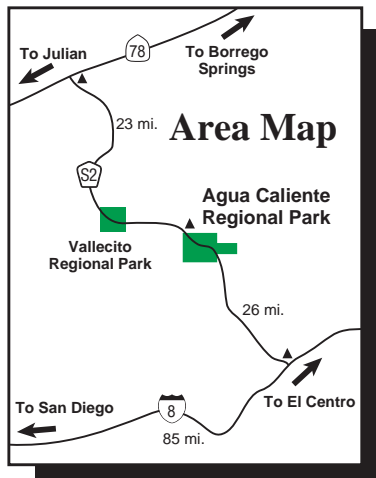 To Julian
78
To Borrego
Springs
23 mi.
Area Map
S2
Agua Caliente
Regional Park
Vallecito
Regional Park
26 mi.
To San Diego
8
To El Centro
85 mi.